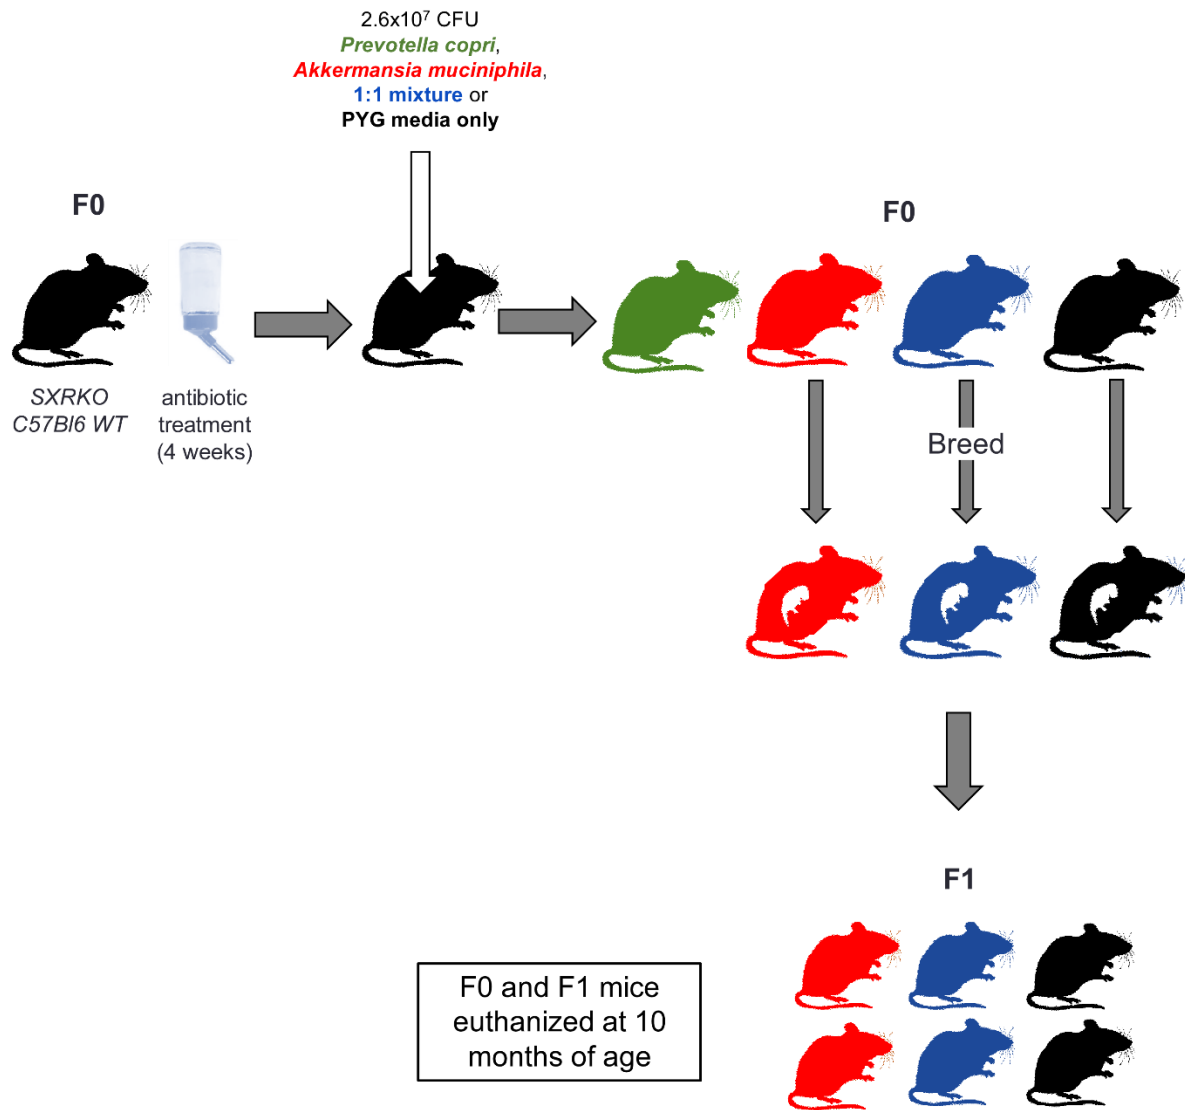 2.6x10⁷ CFU
Prevotella copri,
Akkermansia muciniphila,
1:1 mixture or
PYG media only
F0
F0
SXRKO
C57Bl6 WT
antibiotic
treatment
(4 weeks)
Breed
F1
F0 and F1 mice
euthanized at 10
months of age